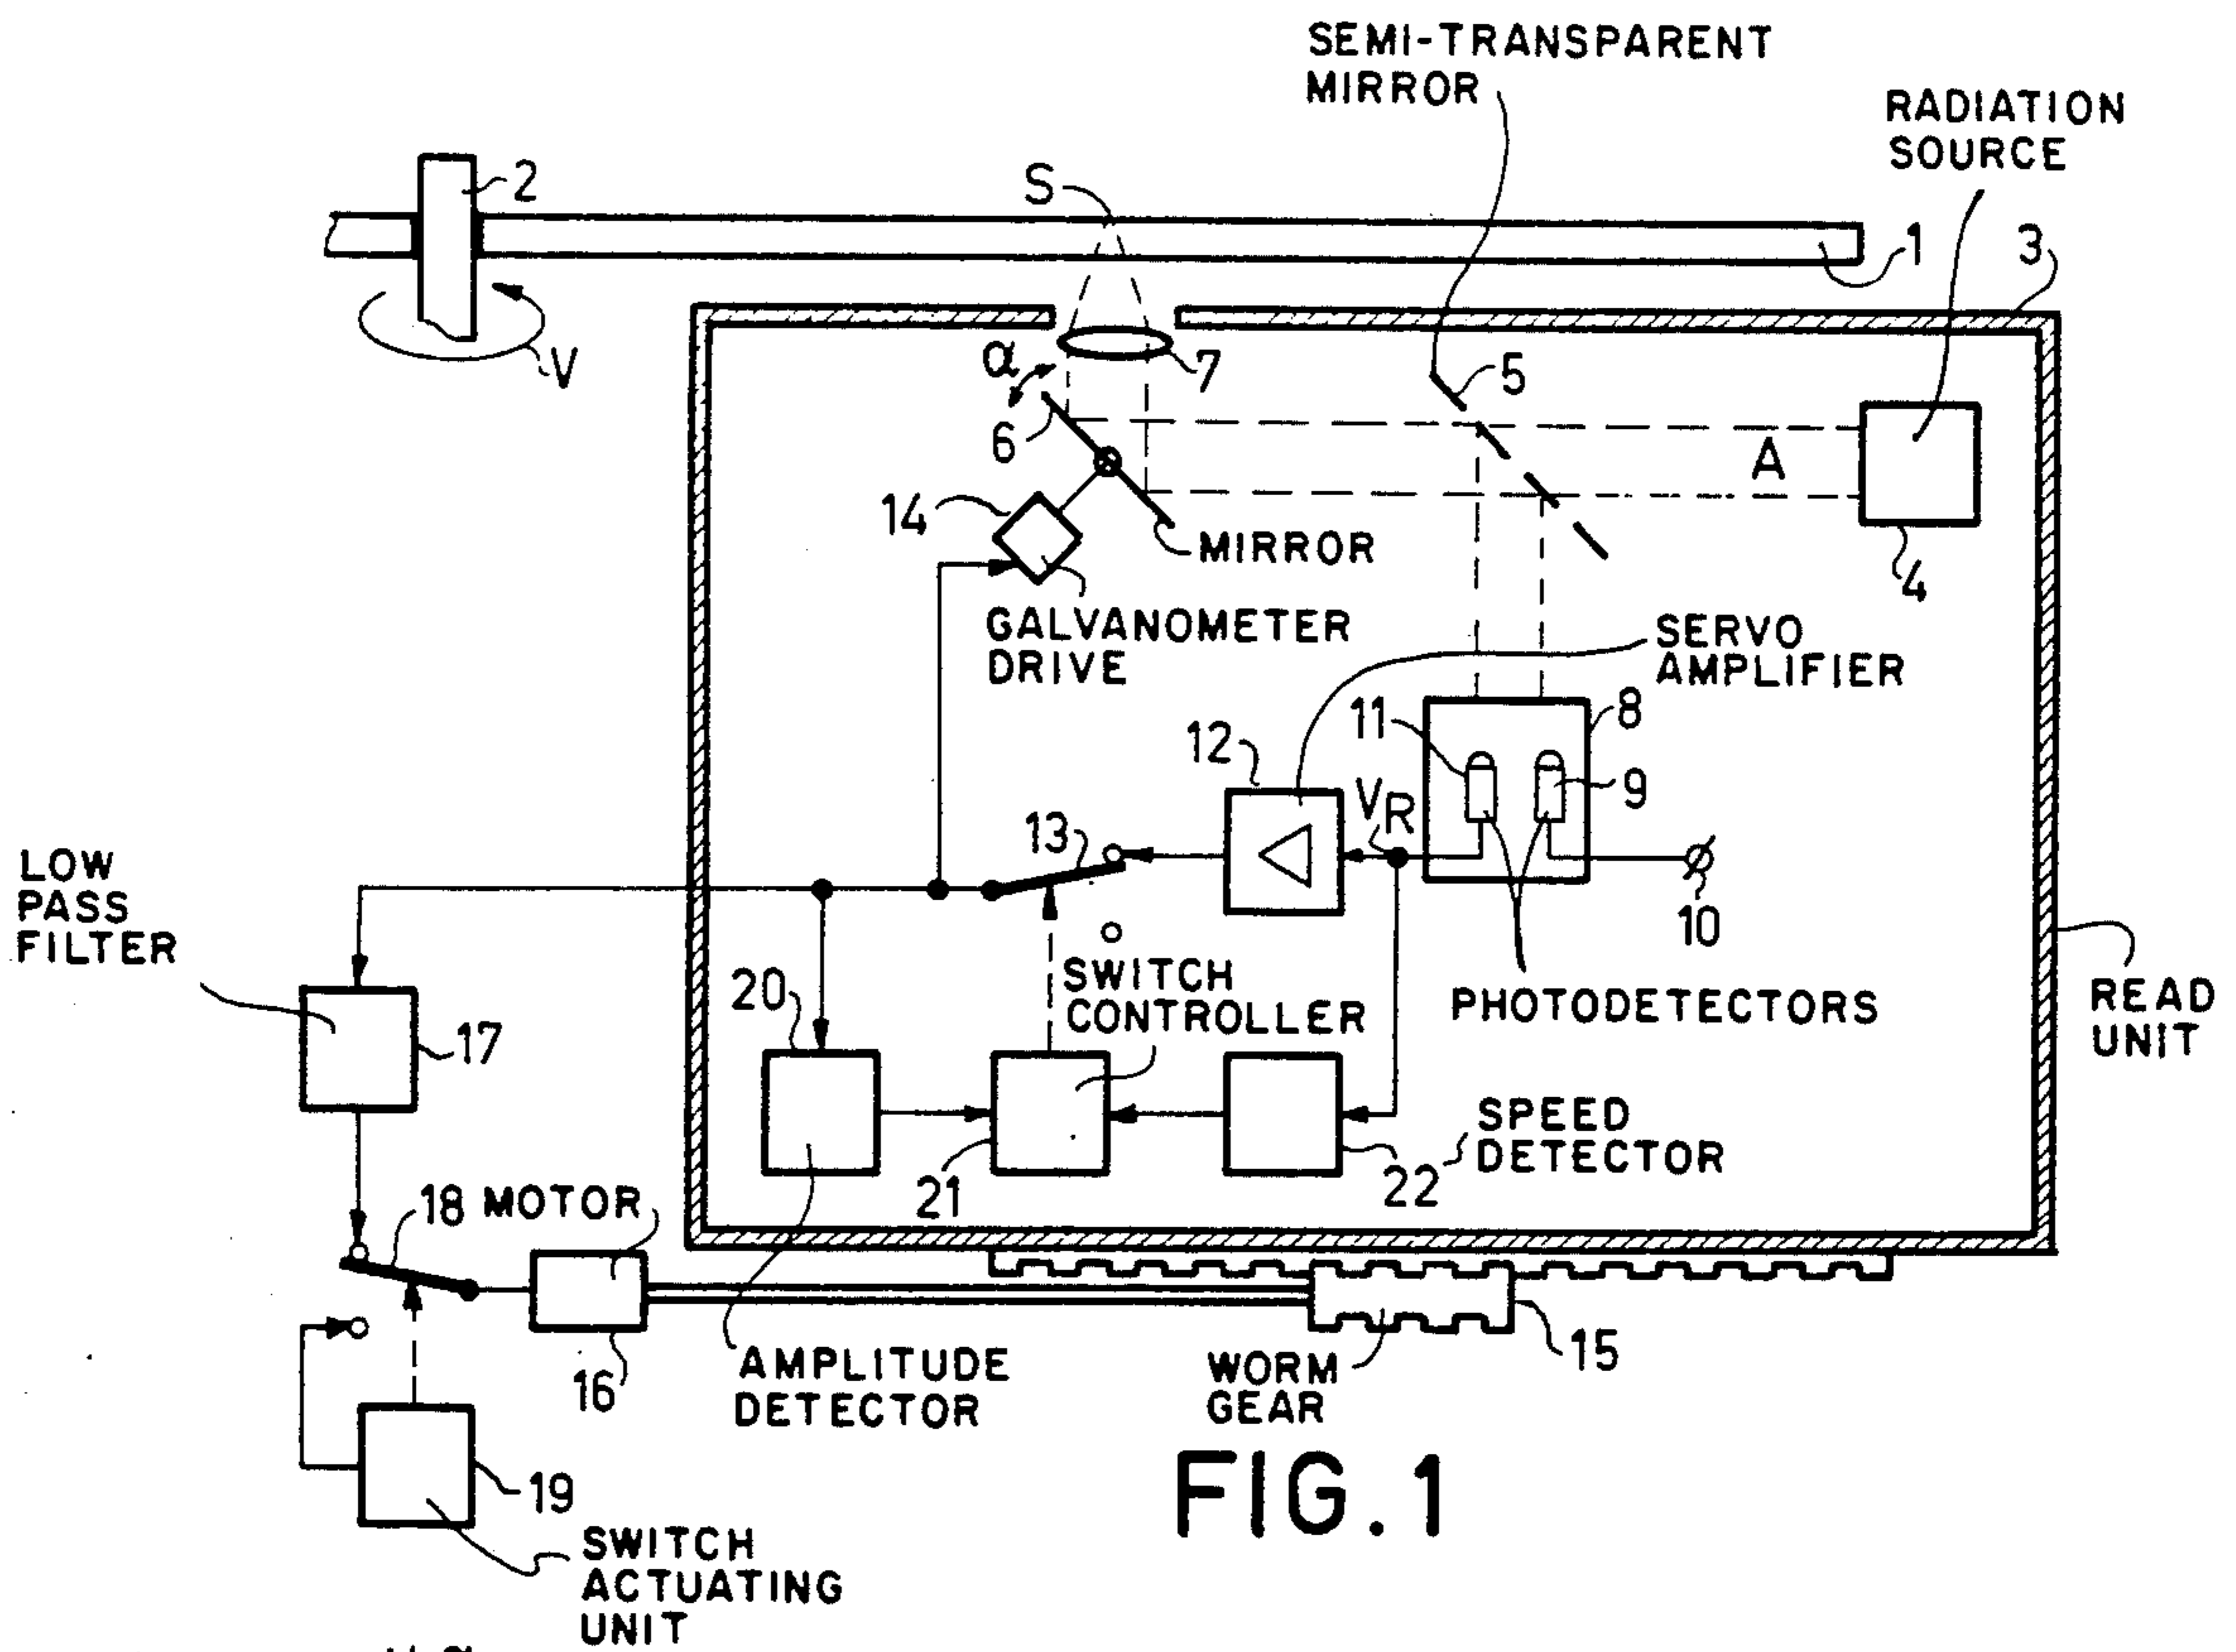 SEMI-TRANSPARENT
MIRROR
RADIATION
SOURCE
2
S
1
3
V
α
7
5
6
A
14
MIRROR
4
GALVANOMETER
DRIVE
SERVO
AMPLIFIER
11
8
12
VR
9
13
LOW
PASS
FILTER
10
SWITCH
CONTROLLER
PHOTODETECTORS
READ
UNIT
20
17
SPEED
DETECTOR
21
22
18
MOTOR
15
16
AMPLITUDE
DETECTOR
WORM
GEAR
19
FIG. 1
SWITCH
ACTUATING
UNIT